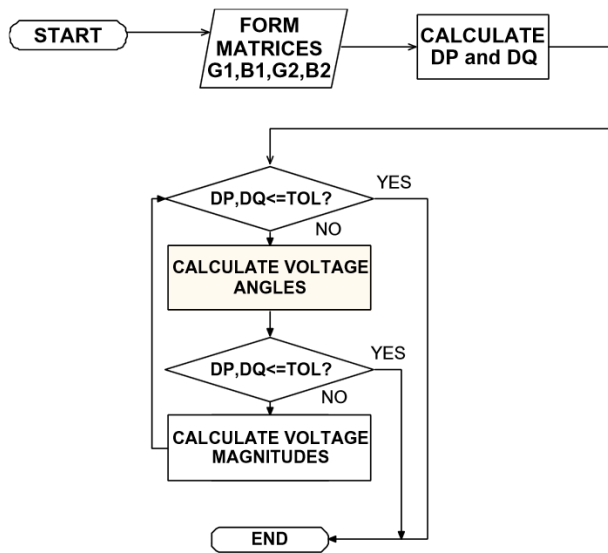 START
FORM
MATRICES
G1,B1,G2,B2
CALCULATE
DP and DQ
DP,DQ<=TOL?
YES
NO
CALCULATE VOLTAGE
ANGLES
DP,DQ<=TOL?
YES
NO
CALCULATE VOLTAGE
MAGNITUDES
END